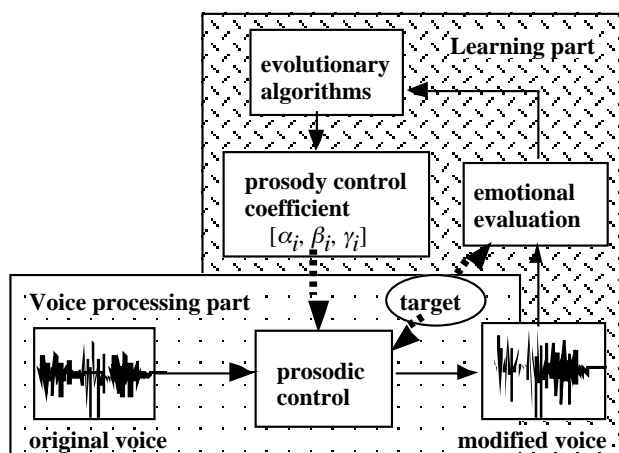 Learning part
evolutionary
algorithms
prosody control
coefficient
[αi, βi, γi]
emotional
evaluation
Voice processing part
target
prosodic
control
original voice
modified voice